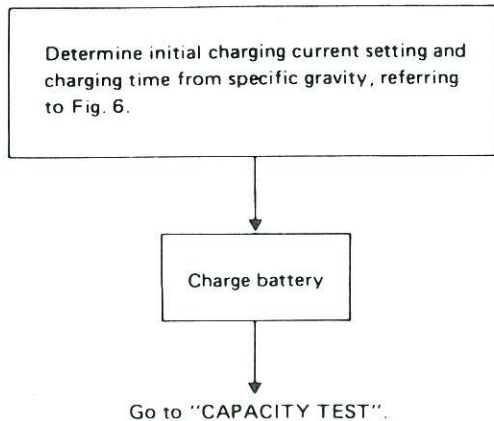 Determine initial charging current setting and
charging time from specific gravity, referring
to Fig. 6.
Charge battery
Go to "CAPACITY TEST".